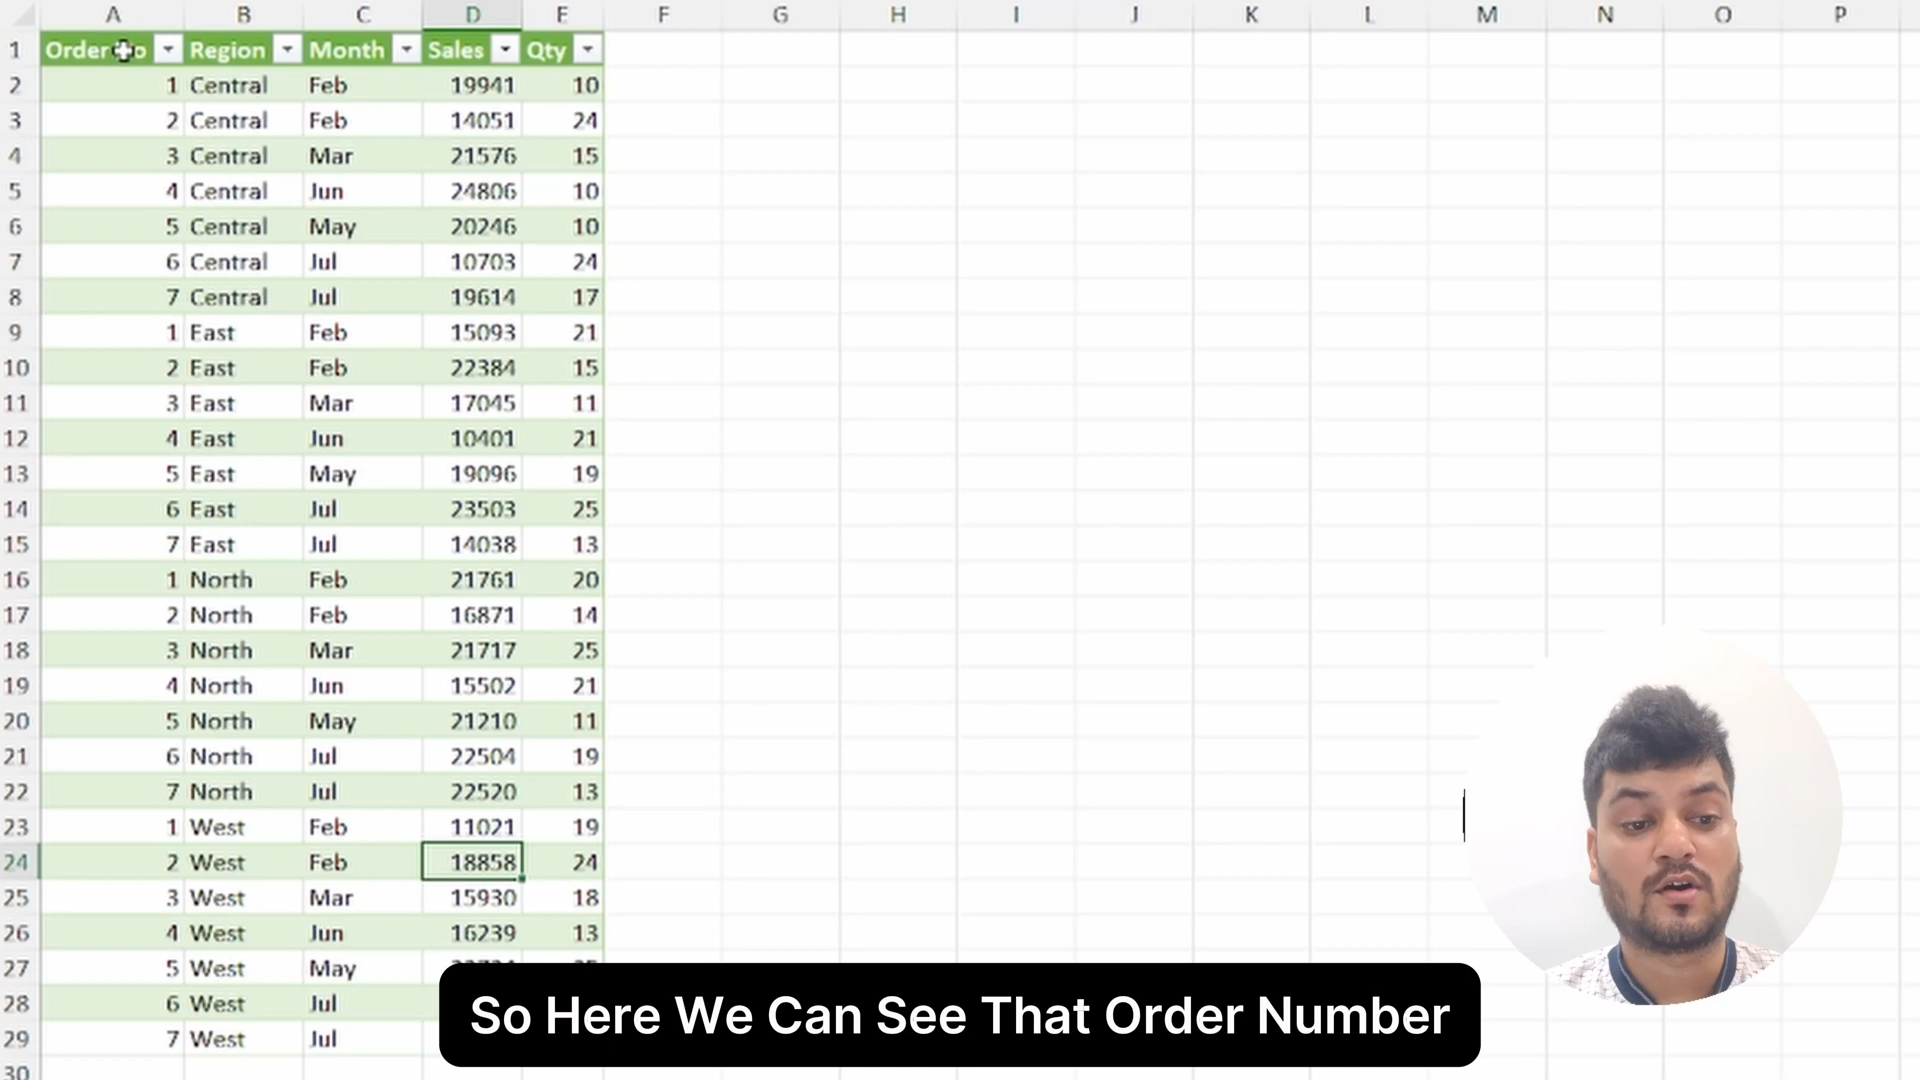 A B C D E F G H I J K L M N O P
1 Order No Region Month Sales Qty
2 1 Central Feb 19941 10
3 2 Central Feb 14051 24
4 3 Central Mar 21576 15
5 4 Central Jun 24806 10
6 5 Central May 20246 10
7 6 Central Jul 10703 24
8 7 Central Jul 19614 17
9 1 East Feb 15093 21
10 2 East Feb 22384 15
11 3 East Mar 17045 11
12 4 East Jun 10401 21
13 5 East May 19096 19
14 6 East Jul 23503 25
15 7 East Jul 14038 13
16 1 North Feb 21761 20
17 2 North Feb 16871 14
18 3 North Mar 21717 25
19 4 North Jun 15502 21
20 5 North May 21210 11
21 6 North Jul 22504 19
22 7 North Jul 22520 13
23 1 West Feb 11021 19
24 2 West Feb 18858 24
25 3 West Mar 15930 18
26 4 West Jun 16239 13
27 5 West May
28 6 West Jul
29 7 West Jul
30
So Here We Can See That Order Number